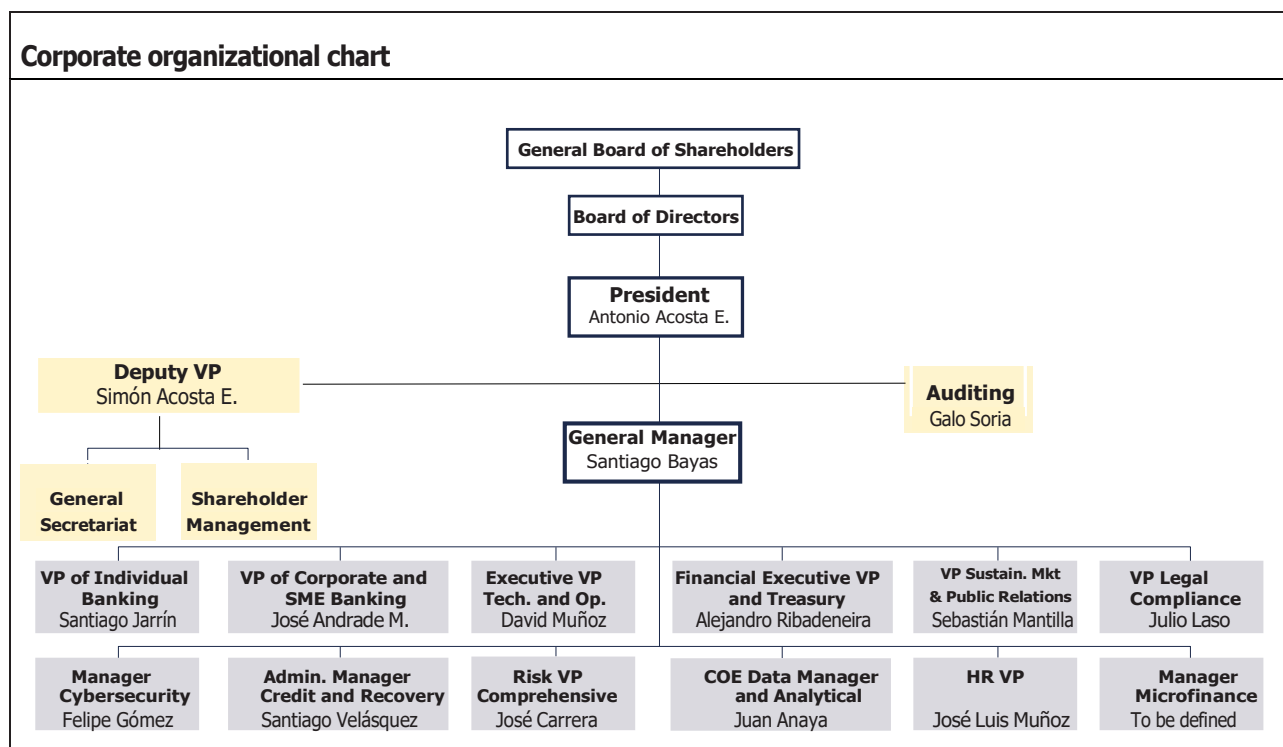 Corporate organizational chart
General Board of Shareholders
Board of Directors
President
Antonio Acosta E.
Deputy VP
Simón Acosta E.
Auditing
Galo Soria
General Manager
Santiago Bayas
General
Secretariat
Shareholder
Management
VP of Individual
Banking
Santiago Jarrín
VP of Corporate and
SME Banking
José Andrade M.
Executive VP
Tech. and Op.
David Muñoz
Financial Executive VP
and Treasury
Alejandro Ribadeneira
VP Sustain. Mkt
& Public Relations
Sebastián Mantilla
VP Legal
Compliance
Julio Laso
Manager
Cybersecurity
Felipe Gómez
Admin. Manager
Credit and Recovery
Santiago Velásquez
Risk VP
Comprehensive
José Carrera
COE Data Manager
and Analytical
Juan Anaya
HR VP
José Luis Muñoz
Manager
Microfinance
To be defined